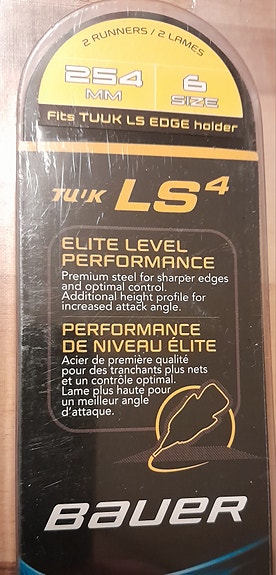 2 RUNNERS / 2 LAMES
254 6
MM SIZE
Fits TUUK LS EDGE holder
TUUK LS4
ELITE LEVEL
PERFORMANCE
Premium steel for sharper edges
and optimal control.
Additional height profile for
increased attack angle.
PERFORMANCE
DE NIVEAU ÉLITE
Acier de première qualité
pour des tranchants plus nets
et un contrôle optimal.
Lame plus haute pour
un meilleur angle
d'attaque.
BAUER